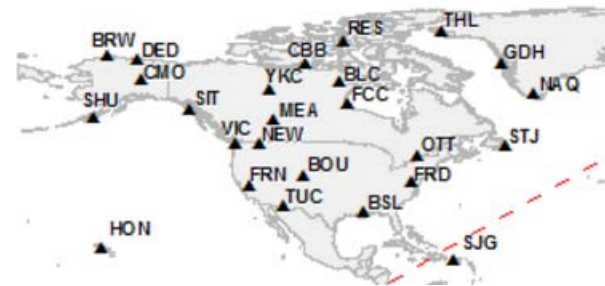 RES
THL
BRW
DED
CBB
GDH
CMO
YKC
BLC
NAQ
FCC
SHU
SIT
MEA
VIC
NEW
OTT
STJ
FRN
BOU
FRD
TUC
BSL
HON
SJG